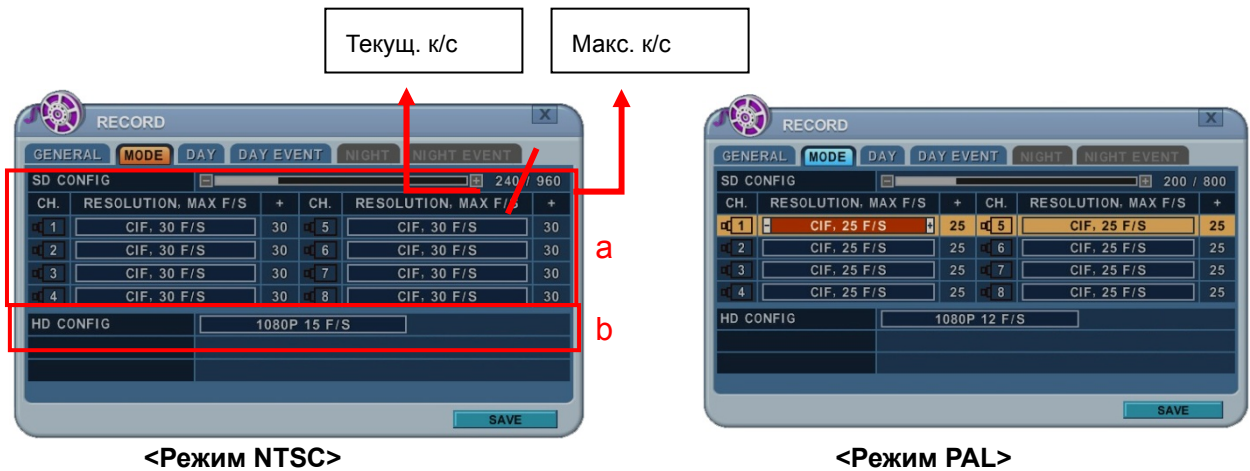 Текущ. к/с
Макс. к/с
RECORD
X
GENERAL MODE DAY DAY EVENT NIGHT NIGHT EVENT
SD CONFIG - + 240 / 960
CH. RESOLUTION, MAX F/S + CH. RESOLUTION, MAX F/S +
1 CIF, 30 F/S 30 5 CIF, 30 F/S 30
2 CIF, 30 F/S 30 6 CIF, 30 F/S 30
3 CIF, 30 F/S 30 7 CIF, 30 F/S 30
4 CIF, 30 F/S 30 8 CIF, 30 F/S 30
HD CONFIG 1080P 15 F/S
SAVE
a
b
<Режим NTSC>
RECORD
X
GENERAL MODE DAY DAY EVENT NIGHT NIGHT EVENT
SD CONFIG - + 200 / 800
CH. RESOLUTION, MAX F/S + CH. RESOLUTION, MAX F/S +
1 - CIF, 25 F/S + 25 5 CIF, 25 F/S 25
2 CIF, 25 F/S 25 6 CIF, 25 F/S 25
3 CIF, 25 F/S 25 7 CIF, 25 F/S 25
4 CIF, 25 F/S 25 8 CIF, 25 F/S 25
HD CONFIG 1080P 12 F/S
SAVE
<Режим PAL>